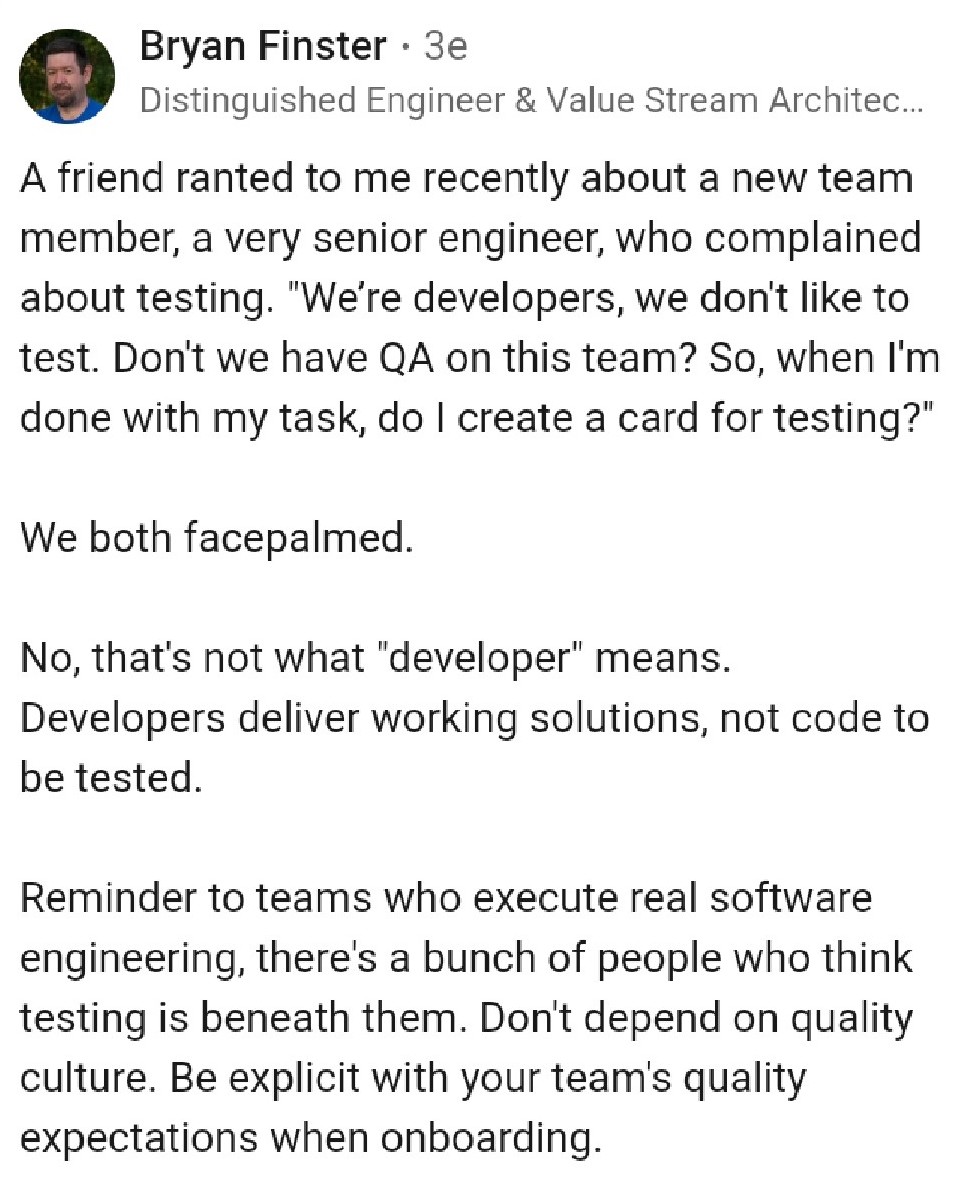 Bryan Finster · 3e
Distinguished Engineer & Value Stream Architec...
A friend ranted to me recently about a new team
member, a very senior engineer, who complained
about testing. "We’re developers, we don't like to
test. Don't we have QA on this team? So, when I'm
done with my task, do I create a card for testing?"
We both facepalmed.
No, that's not what "developer" means.
Developers deliver working solutions, not code to
be tested.
Reminder to teams who execute real software
engineering, there's a bunch of people who think
testing is beneath them. Don't depend on quality
culture. Be explicit with your team's quality
expectations when onboarding.